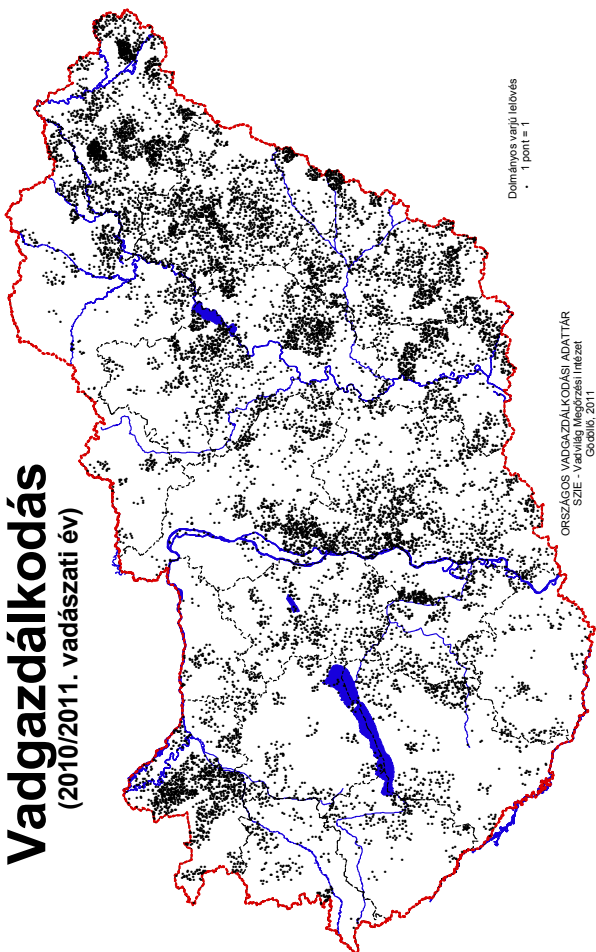 Vadgazdálkodás
(2010/2011. vadászati év)
Dolmányos varjú lelövés
• 1 pont = 1
ORSZÁGOS VADGAZDÁLKODÁSI ADATTÁR
SZIE - Vadvilág Megőrzési Intézet
Gödöllő, 2011